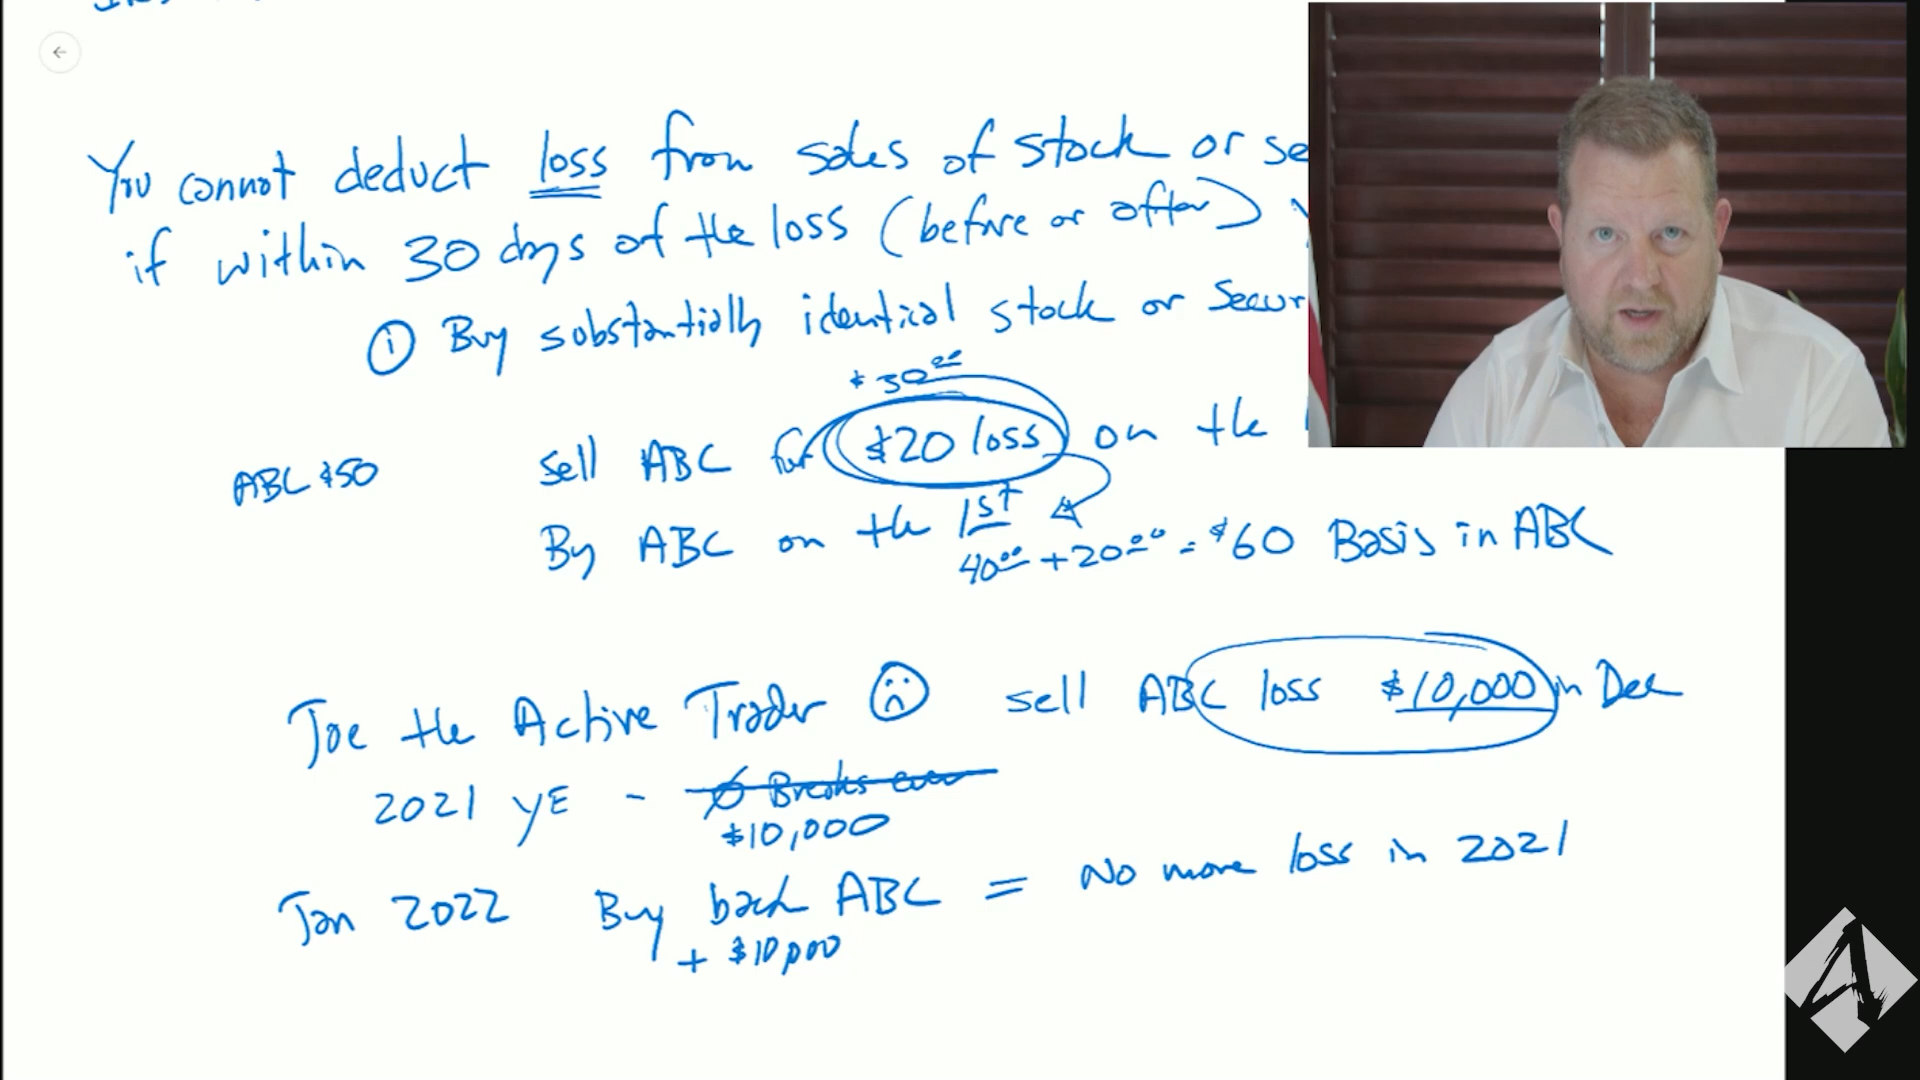 You cannot deduct loss from sales of stock or se
if within 30 days of the loss (before or after)
① Buy substantially identical stock or Secur
$30.00
ABC $50 sell ABC for $20 loss on the
By ABC on the 1st
40.00 + 20.00 = $60 Basis in ABC
Joe the Active Trader ☹ sell ABC loss $10,000 in Dec
2021 YE - Ø Breaks even
$10,000
Jan 2022 Buy back ABC = No more loss in 2021
+ $10,000